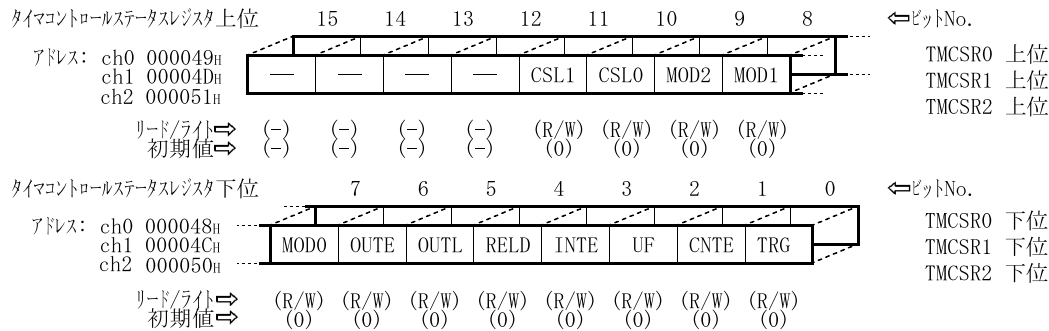 タイマコントロールステータスレジスタ上位 15 14 13 12 11 10 9 8 ⇦ビットNo.
アドレス： ch0 000049H TMCSR0 上位
ch1 00004DH — — — — CSL1 CSL0 MOD2 MOD1 TMCSR1 上位
ch2 000051H TMCSR2 上位
リード/ライト⇨ (-) (-) (-) (-) (R/W) (R/W) (R/W) (R/W)
初期値⇨ (-) (-) (-) (-) (0) (0) (0) (0)
タイマコントロールステータスレジスタ下位 7 6 5 4 3 2 1 0 ⇦ビットNo.
アドレス： ch0 000048H TMCSR0 下位
ch1 00004CH MOD0 OUTE OUTL RELD INTE UF CNTE TRG TMCSR1 下位
ch2 000050H TMCSR2 下位
リード/ライト⇨ (R/W) (R/W) (R/W) (R/W) (R/W) (R/W) (R/W) (R/W)
初期値⇨ (0) (0) (0) (0) (0) (0) (0) (0)